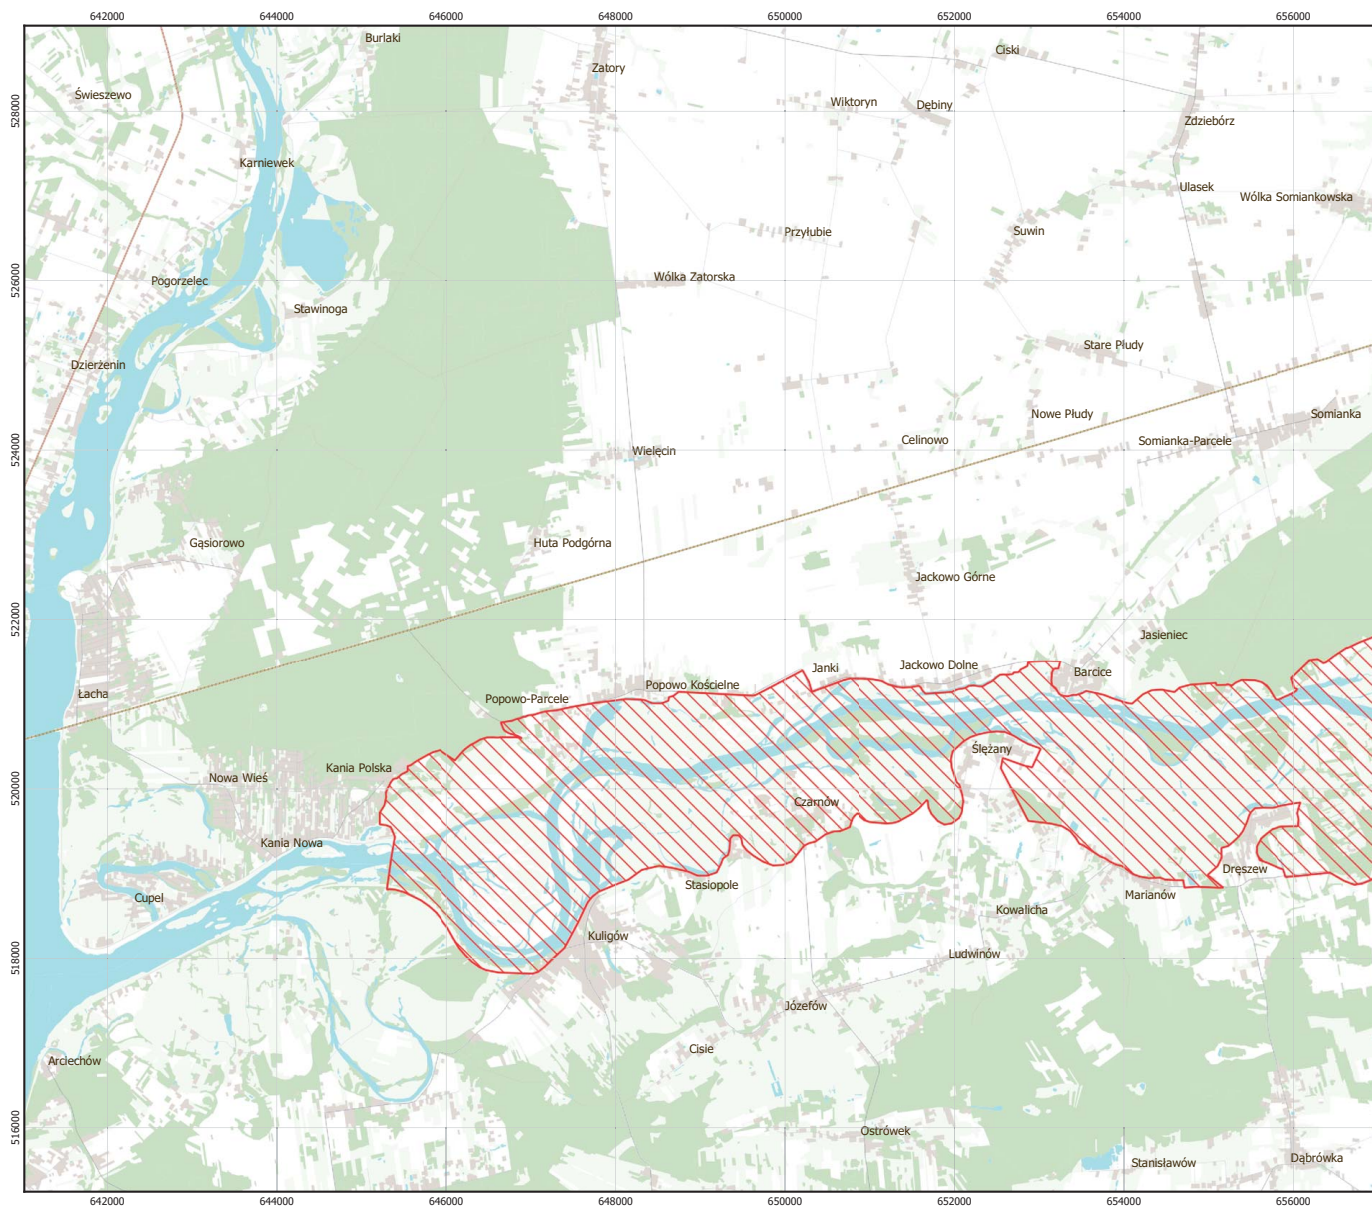 642000 644000 646000 648000 650000 652000 654000 656000
Burlaki
Ciski
Zatory
Świeszewo
Wiktoryn
Dębiny
528000
Zdziebórz
Karniewek
Ulasek
Wólka Somiankowska
Przyłubie
Suwin
Wólka Zatorska
Pogorzelec
526000
Stawinoga
Stare Płudy
Dzierżenin
Nowe Płudy
Somianka
Celinowo
Somianka-Parcele
524000
Wielęcin
Gąsiorowo
Huta Podgórna
Jackowo Górne
522000
Jasieniec
Janki
Jackowo Dolne
Barcice
Popowo Kościelne
Łacha
Popowo-Parcele
Ślężany
Kania Polska
Nowa Wieś
520000
Czarnów
Kania Nowa
Dręszew
Stasiopole
Marianów
Cupel
Kowalicha
Kuligów
518000
Ludwinów
Józefów
Cisie
Arciechów
516000
Ostrówek
Dąbrówka
Stanisławów
642000 644000 646000 648000 650000 652000 654000 656000